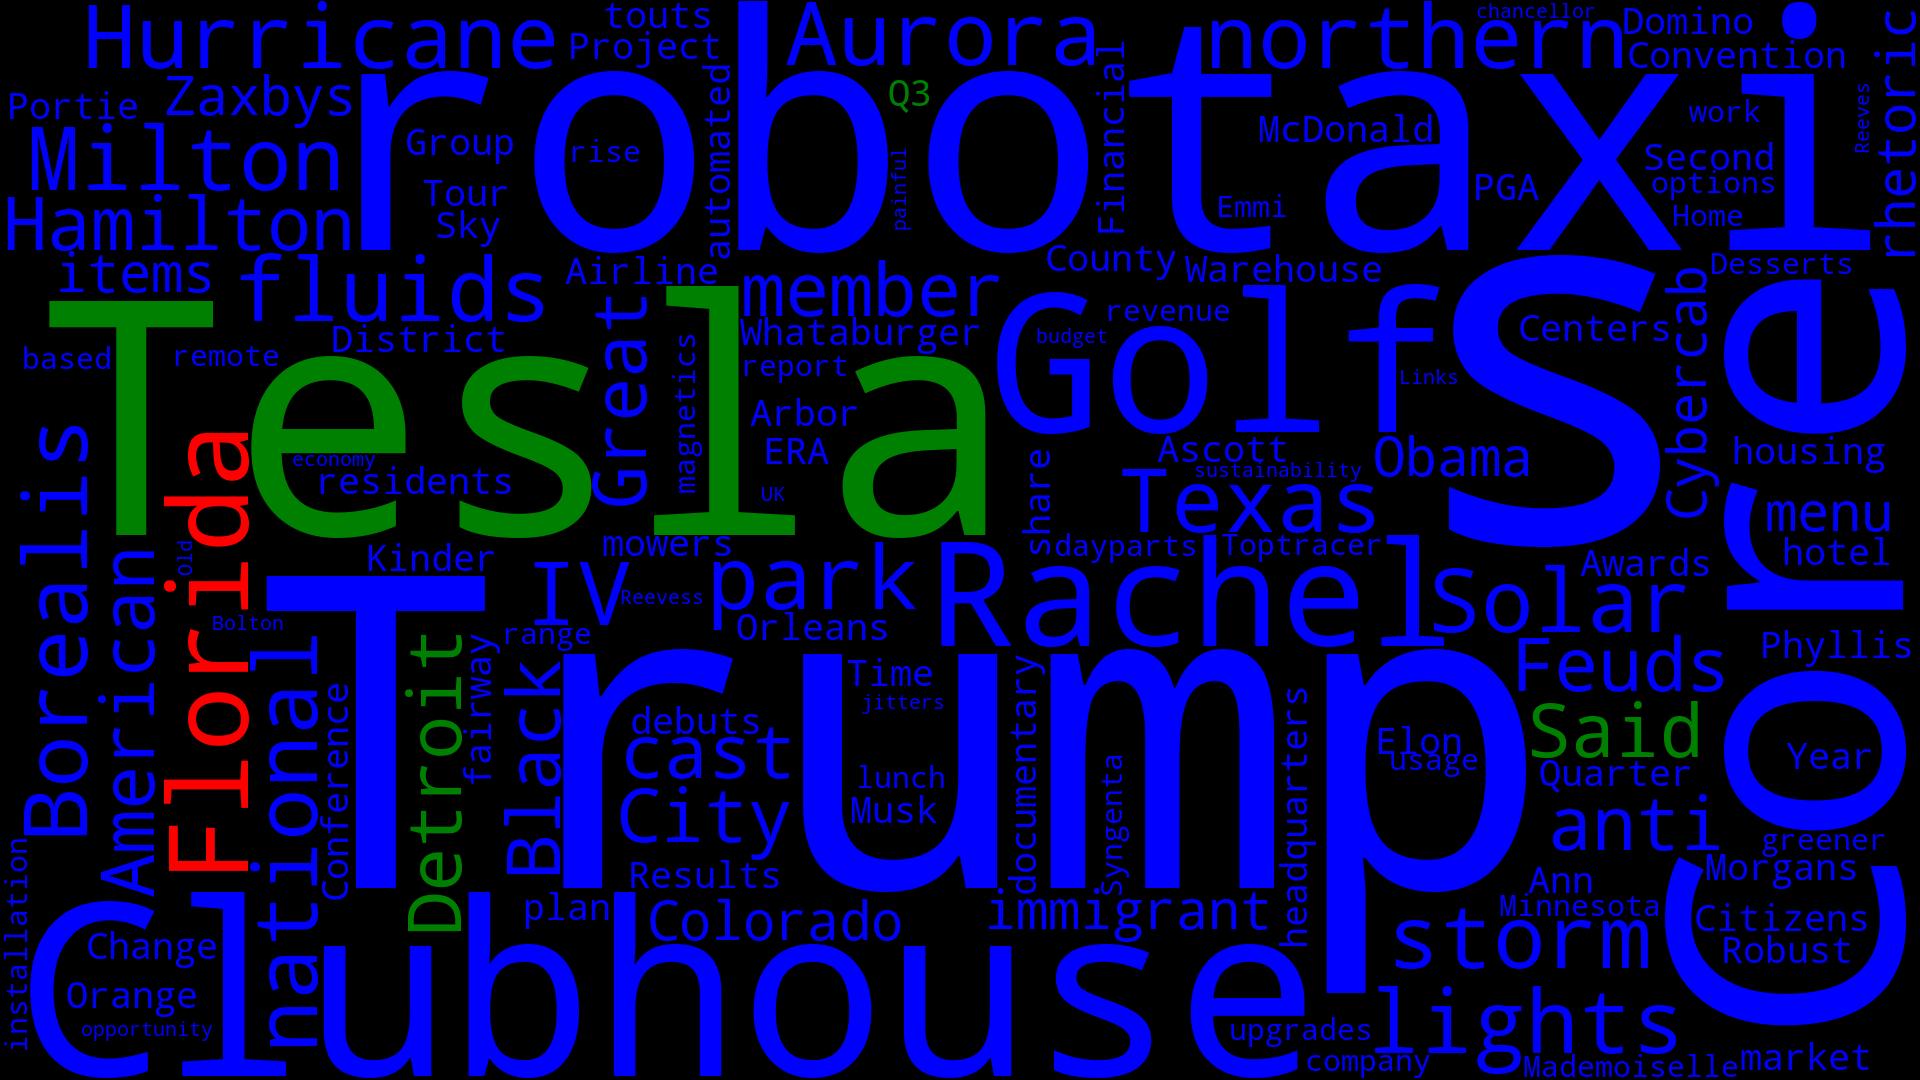 Hurricane
touts
Project
Aurora
northern
chancellor
Domino
Convention
rhetoric
Portie
Zaxbys
robotaxi
Q3
Financial
automated
McDonald
work
Reeves
Milton
Group
rise
painful
Second
options
Hamilton
Tour
Sky
Emmi
PGA
Home
items
fluids
Airline
member
County
Warehouse
Desserts
Tesla
Great
Golf
s
Core
based
remote
District
magnetics
Whataburger
report
revenue
budget
Links
Centers
Cybercab
Borealis
Florida
economy
residents
Arbor
ERA
UK
share
Ascott
sustainability
Obama
Texas
housing
menu
hotel
American
Old
Kinder
mowers
IV
Reevess
park
Orleans
dayparts
Toptracer
Rachel
Solar
Awards
Bolton
national
Conference
Trump
Detroit
fairway
range
Black
debuts
cast
City
Results
Time
jitters
lunch
Musk
documentary
Syngenta
headquarters
Elon
usage
Feuds
Said
Quarter
Phyllis
Year
anti
greener
Morgans
Ann
Minnesota
Citizens
Robust
installation
Clubhouse
Change
Orange
opportunity
plan
Colorado
immigrant
storm
lights
upgrades
company
Mademoiselle
market